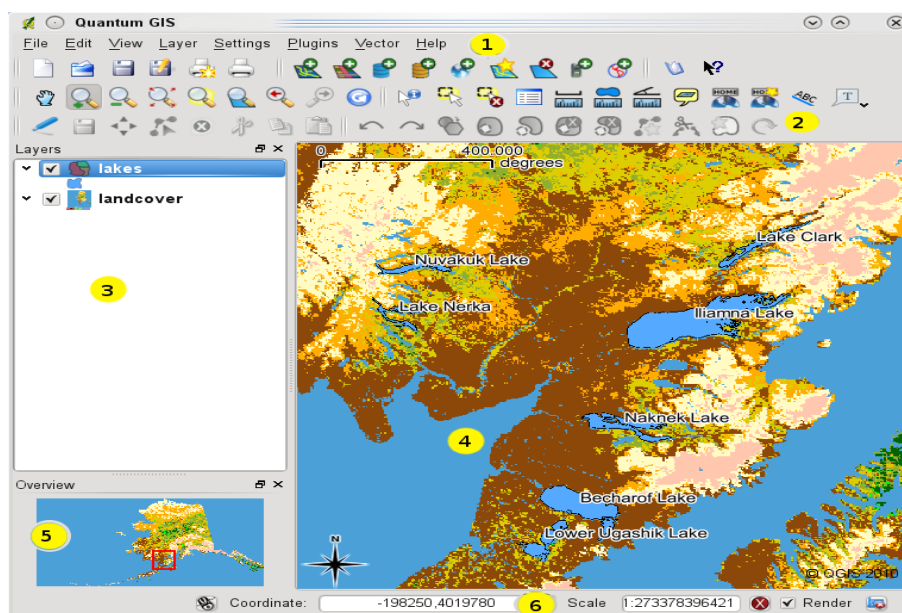 Quantum GIS
File Edit View Layer Settings Plugins Vector Help
1
HOME
ABC
T
2
Layers
lakes
landcover
3
0 400.000
degrees
Lake Clark
Nuvakuk Lake
Lake Nerka
Iliamna Lake
Naknek Lake
4
Becharof Lake
Lower Ugashik Lake
N
© QGIS 2010
Overview
5
Coordinate: -198250,4019780 6 Scale 1:273378396421 Render